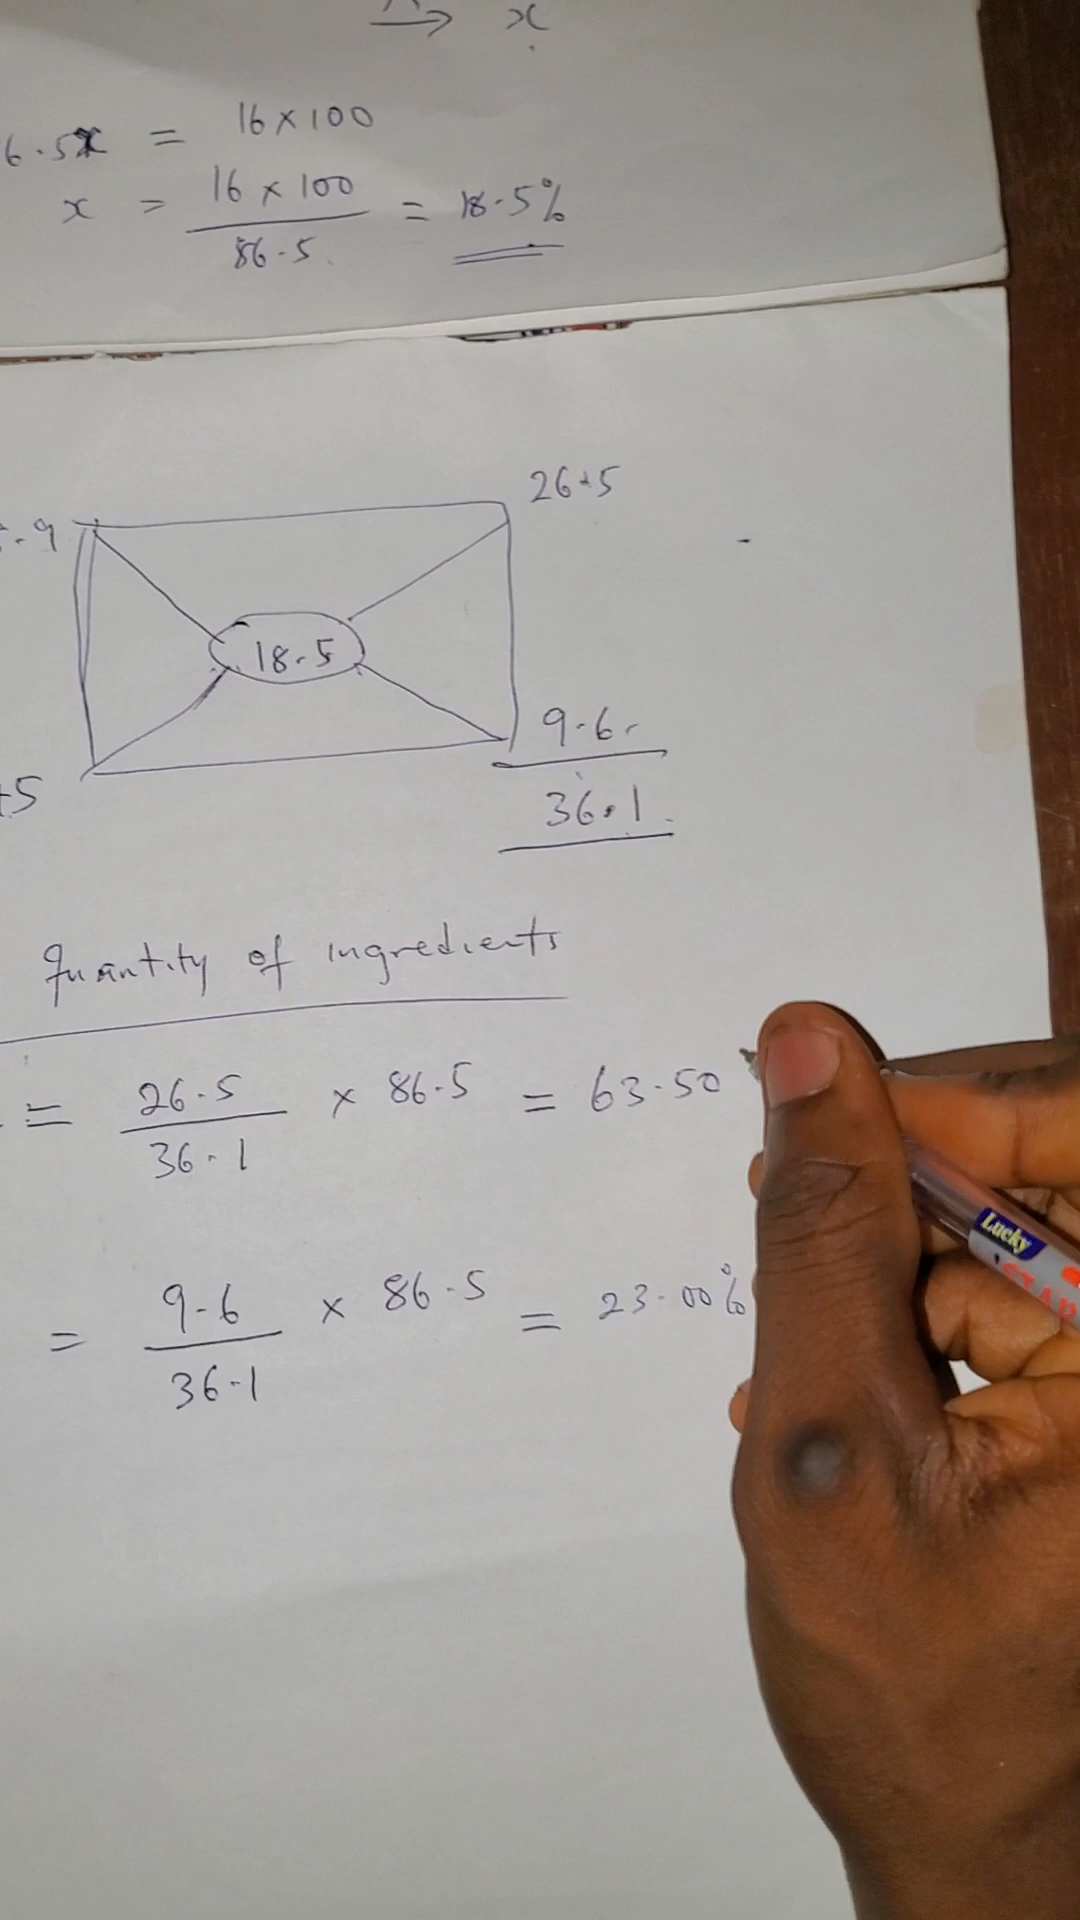 → x
6.5x = 16 x 100
x = 16 x 100 = 18.5%
86.5
26.5
.9
18.5
9.6
5
36.1
Quantity of ingredients
= 26.5 x 86.5 = 63.50
36.1
= 9.6 x 86.5 = 23.00%
36.1
Lucky
STAR